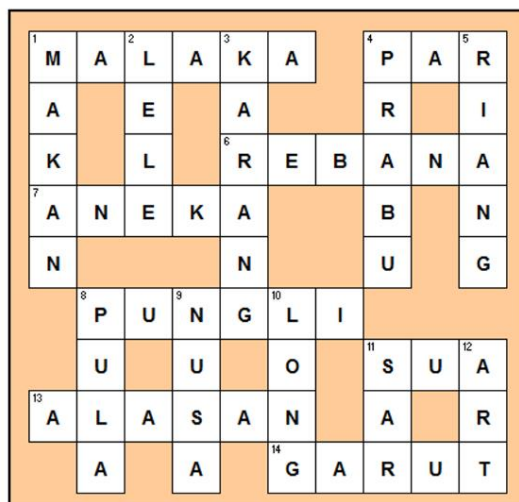 1 M A 2 L A 3 K A 4 P A 5 R
A E A R I
K L 6 R E B A N A
7 A N E K A B N
N N U G
8 P U 9 N G 10 L I
U U O 11 S U 12 A
13 A L A S A N A R
A A 14 G A R U T